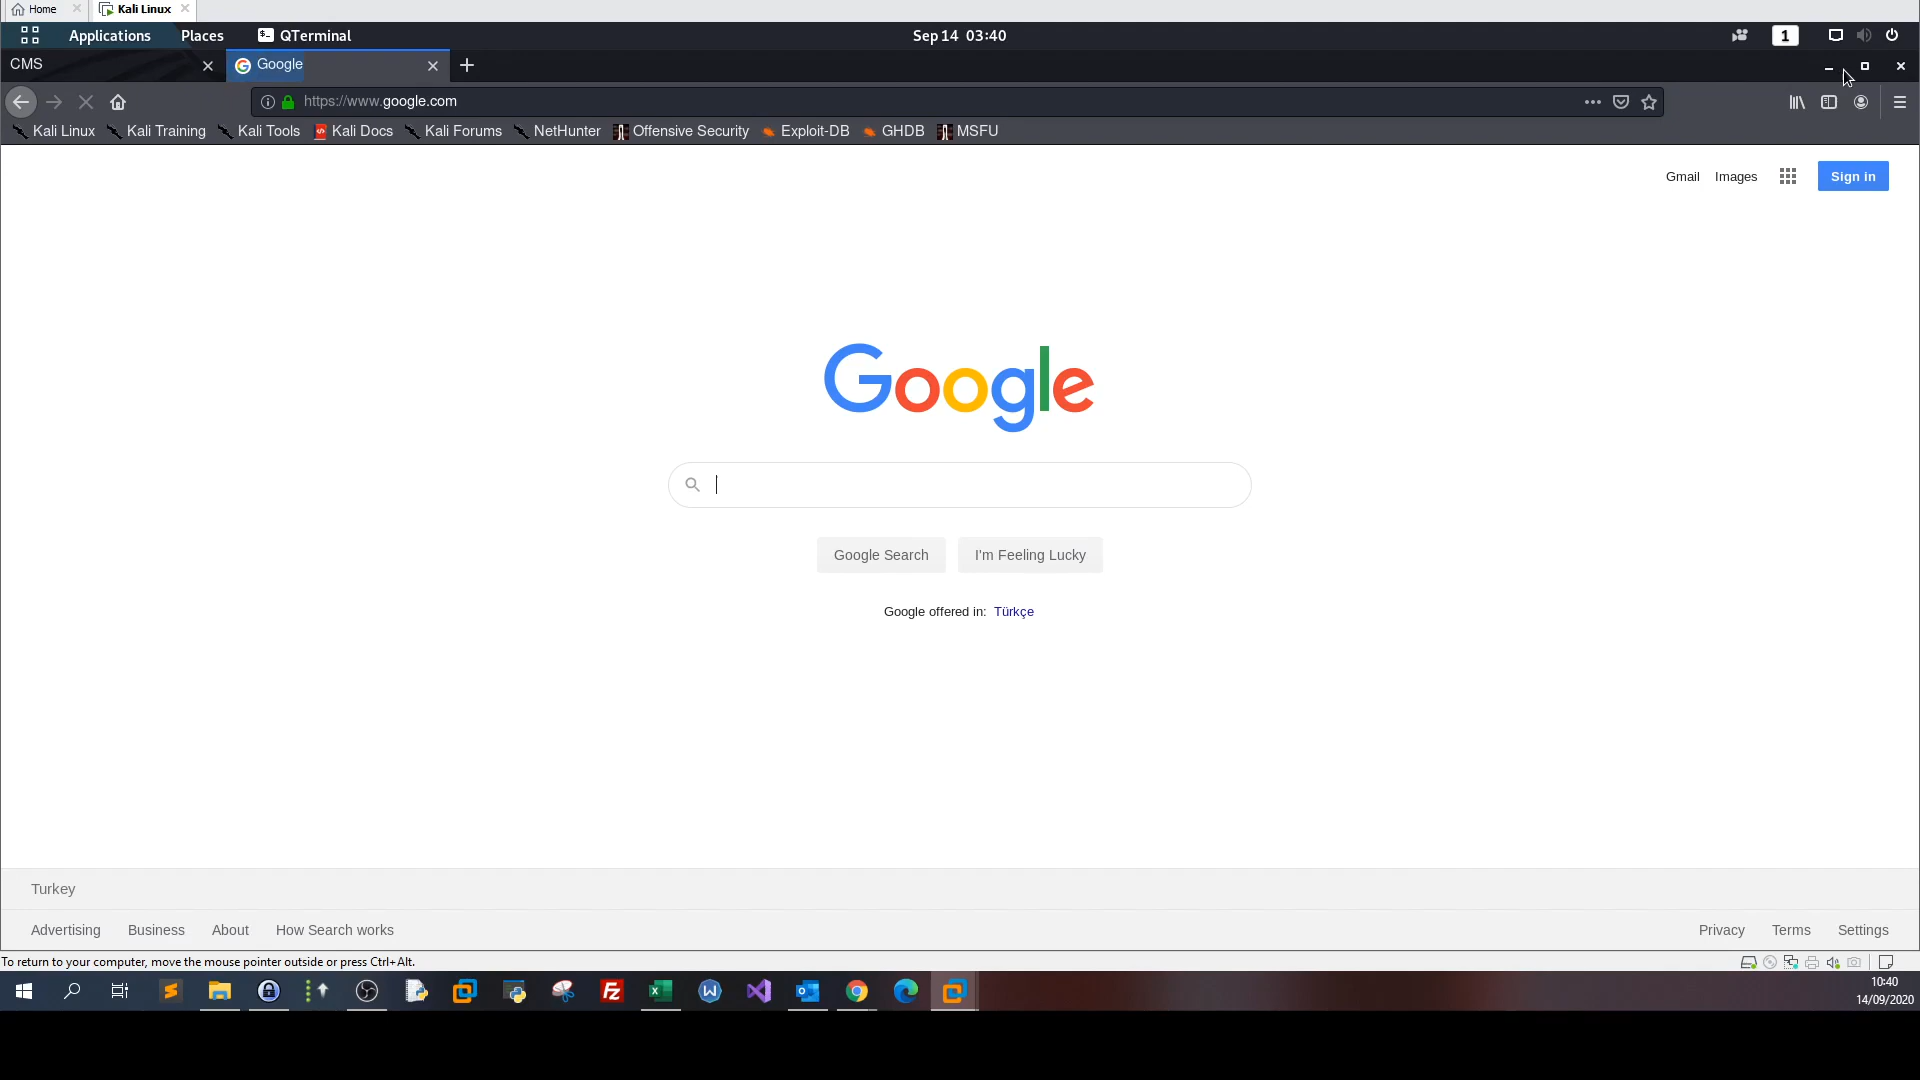 Home
Kali Linux
Applications Places QTerminal Sep 14 03:40 1
CMS
Google
https://www.google.com
Kali Linux Kali Training Kali Tools Kali Docs Kali Forums NetHunter Offensive Security Exploit-DB GHDB MSFU
Gmail Images Sign in
Google
Google Search I'm Feeling Lucky
Google offered in: Türkçe
Turkey
Advertising Business About How Search works Privacy Terms Settings
To return to your computer, move the mouse pointer outside or press Ctrl+Alt.
10:40
14/09/2020